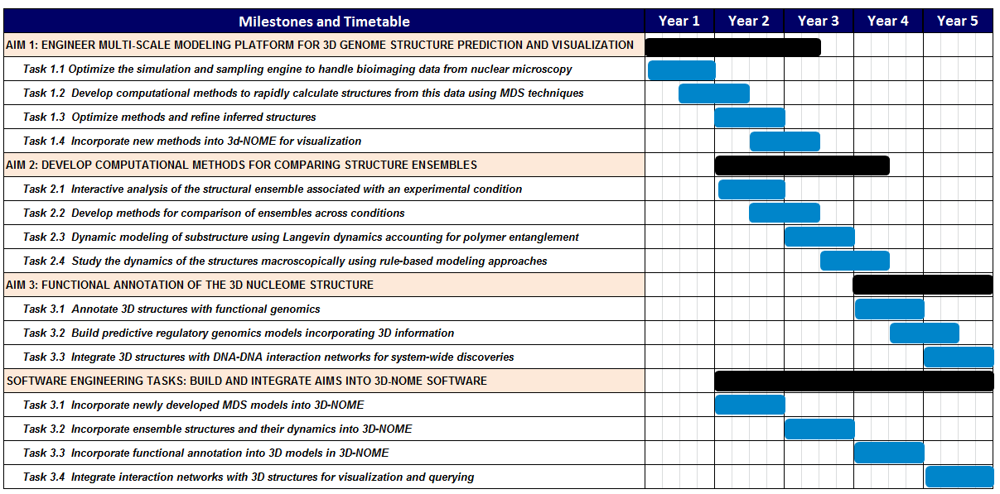 Milestones and Timetable Year 1 Year 2 Year 3 Year 4 Year 5
AIM 1: ENGINEER MULTI-SCALE MODELING PLATFORM FOR 3D GENOME STRUCTURE PREDICTION AND VISUALIZATION
Task 1.1 Optimize the simulation and sampling engine to handle bioimaging data from nuclear microscopy
Task 1.2 Develop computational methods to rapidly calculate structures from this data using MDS techniques
Task 1.3 Optimize methods and refine inferred structures
Task 1.4 Incorporate new methods into 3d-NOME for visualization
AIM 2: DEVELOP COMPUTATIONAL METHODS FOR COMPARING STRUCTURE ENSEMBLES
Task 2.1 Interactive analysis of the structural ensemble associated with an experimental condition
Task 2.2 Develop methods for comparison of ensembles across conditions
Task 2.3 Dynamic modeling of substructure using Langevin dynamics accounting for polymer entanglement
Task 2.4 Study the dynamics of the structures macroscopically using rule-based modeling approaches
AIM 3: FUNCTIONAL ANNOTATION OF THE 3D NUCLEOME STRUCTURE
Task 3.1 Annotate 3D structures with functional genomics
Task 3.2 Build predictive regulatory genomics models incorporating 3D information
Task 3.3 Integrate 3D structures with DNA-DNA interaction networks for system-wide discoveries
SOFTWARE ENGINEERING TASKS: BUILD AND INTEGRATE AIMS INTO 3D-NOME SOFTWARE
Task 3.1 Incorporate newly developed MDS models into 3D-NOME
Task 3.2 Incorporate ensemble structures and their dynamics into 3D-NOME
Task 3.3 Incorporate functional annotation into 3D models in 3D-NOME
Task 3.4 Integrate interaction networks with 3D structures for visualization and querying